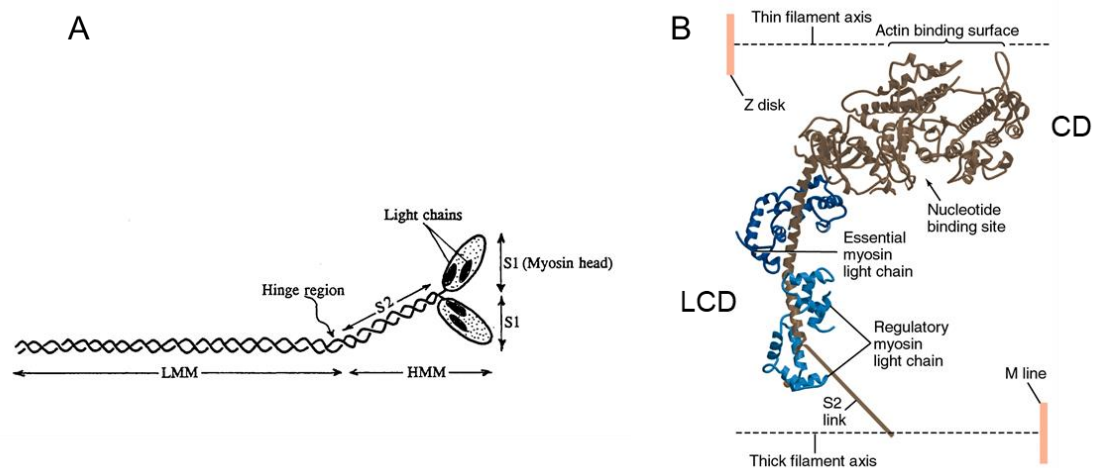 A
Light chains
S1 (Myosin head)
Hinge region
S2
S1
LMM
HMM
B
Thin filament axis
Actin binding surface
Z disk
CD
Nucleotide
binding site
Essential
myosin
light chain
LCD
Regulatory
myosin
light chain
M line
S2
link
Thick filament axis